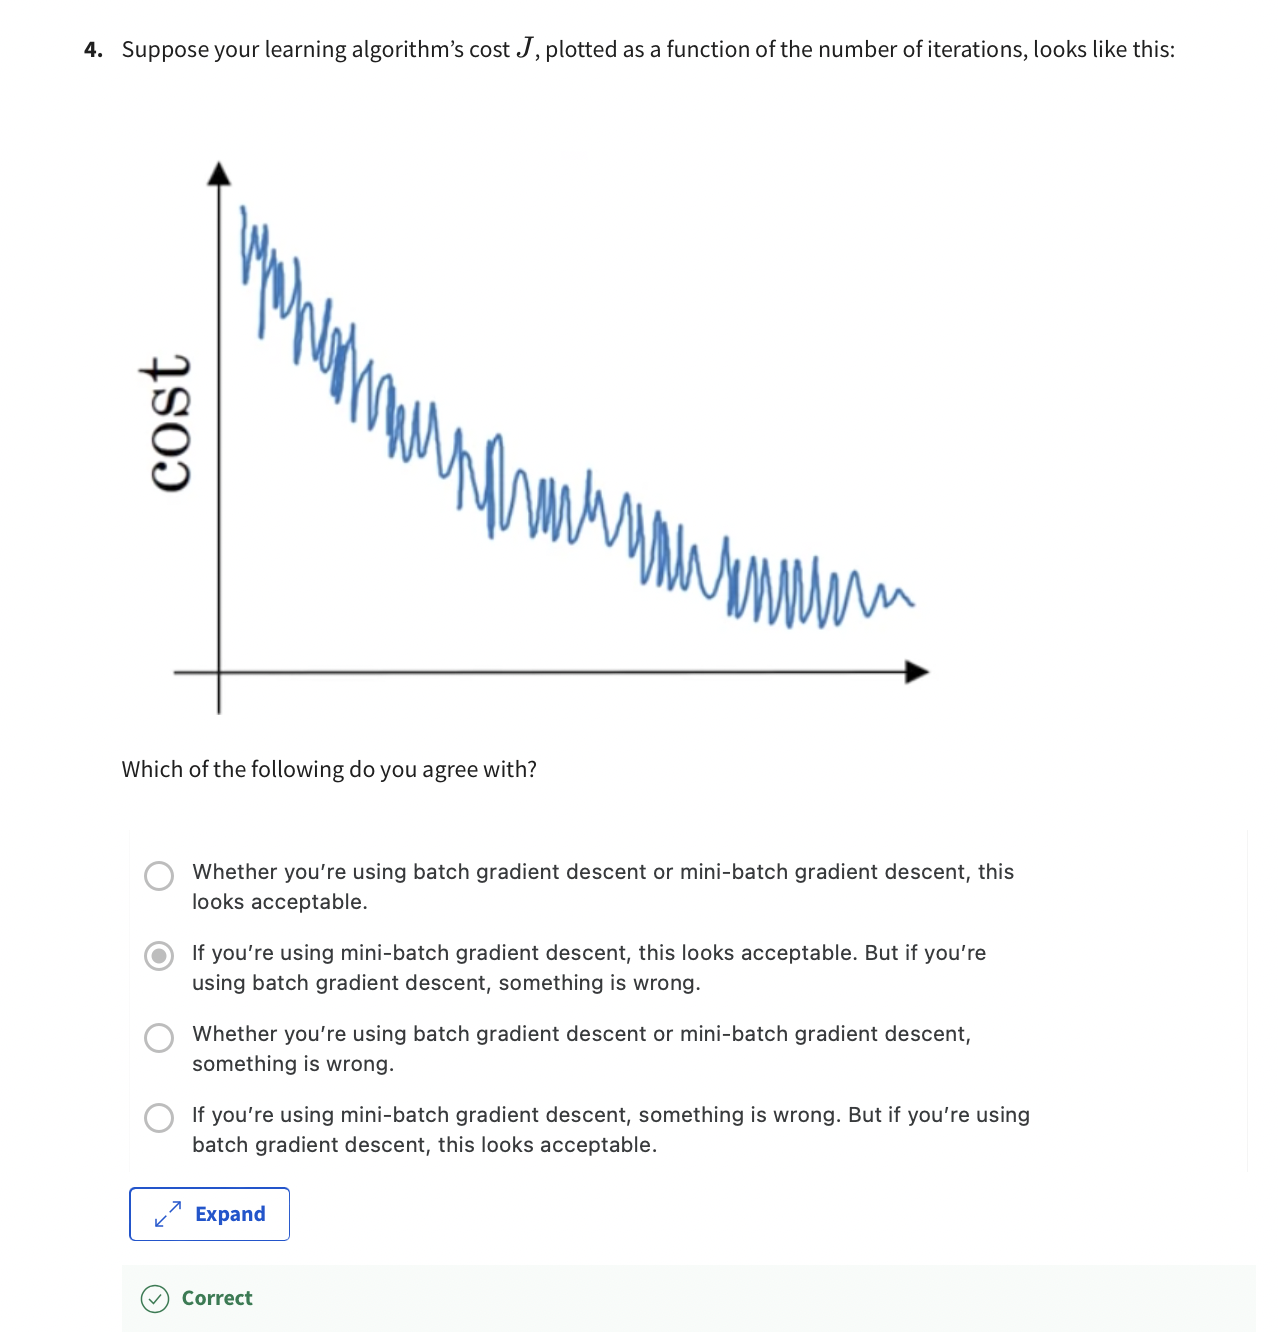 4. Suppose your learning algorithm’s cost J, plotted as a function of the number of iterations, looks like this:
cost
Which of the following do you agree with?
Whether you’re using batch gradient descent or mini-batch gradient descent, this
looks acceptable.
If you’re using mini-batch gradient descent, this looks acceptable. But if you’re
using batch gradient descent, something is wrong.
Whether you’re using batch gradient descent or mini-batch gradient descent,
something is wrong.
If you’re using mini-batch gradient descent, something is wrong. But if you’re using
batch gradient descent, this looks acceptable.
Expand
Correct